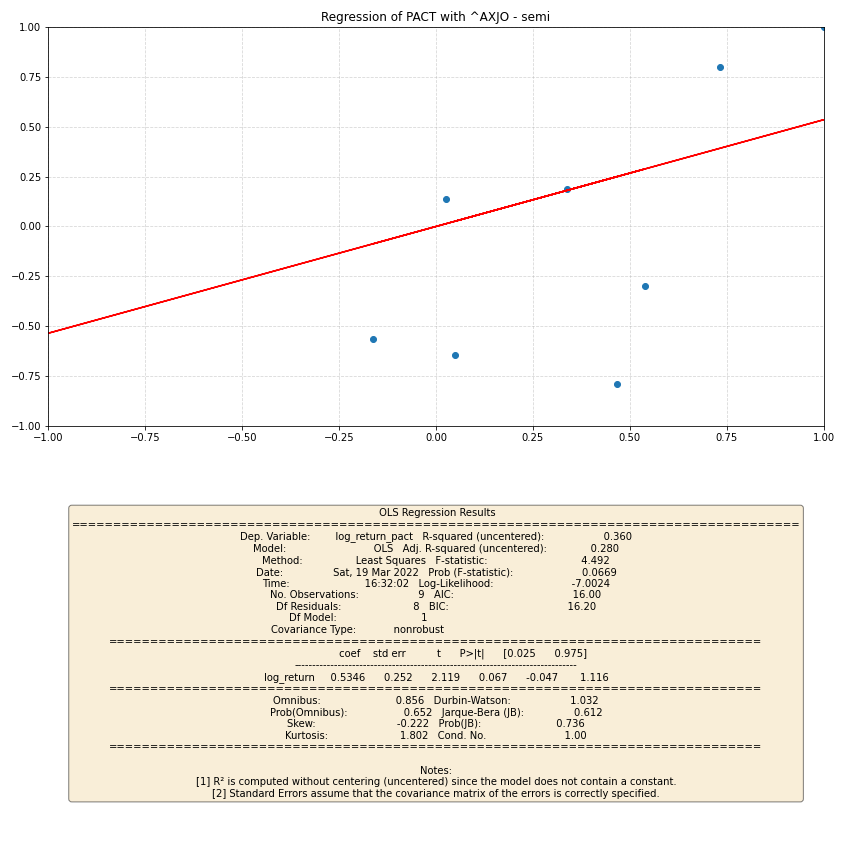 Regression of PACT with ^AXJO - semi
1.00
0.75
0.50
0.25
0.00
−0.25
−0.50
−0.75
−1.00
−1.00 −0.75 −0.50 −0.25 0.00 0.25 0.50 0.75 1.00
OLS Regression Results
==============================================================================
Dep. Variable: log_return_pact R-squared (uncentered): 0.360
Model: OLS Adj. R-squared (uncentered): 0.280
Method: Least Squares F-statistic: 4.492
Date: Sat, 19 Mar 2022 Prob (F-statistic): 0.0669
Time: 16:32:02 Log-Likelihood: -7.0024
No. Observations: 9 AIC: 16.00
Df Residuals: 8 BIC: 16.20
Df Model: 1
Covariance Type: nonrobust
==============================================================================
coef std err t P>|t| [0.025 0.975]
------------------------------------------------------------------------------
log_return 0.5346 0.252 2.119 0.067 -0.047 1.116
==============================================================================
Omnibus: 0.856 Durbin-Watson: 1.032
Prob(Omnibus): 0.652 Jarque-Bera (JB): 0.612
Skew: -0.222 Prob(JB): 0.736
Kurtosis: 1.802 Cond. No. 1.00
==============================================================================
Notes:
[1] R² is computed without centering (uncentered) since the model does not contain a constant.
[2] Standard Errors assume that the covariance matrix of the errors is correctly specified.